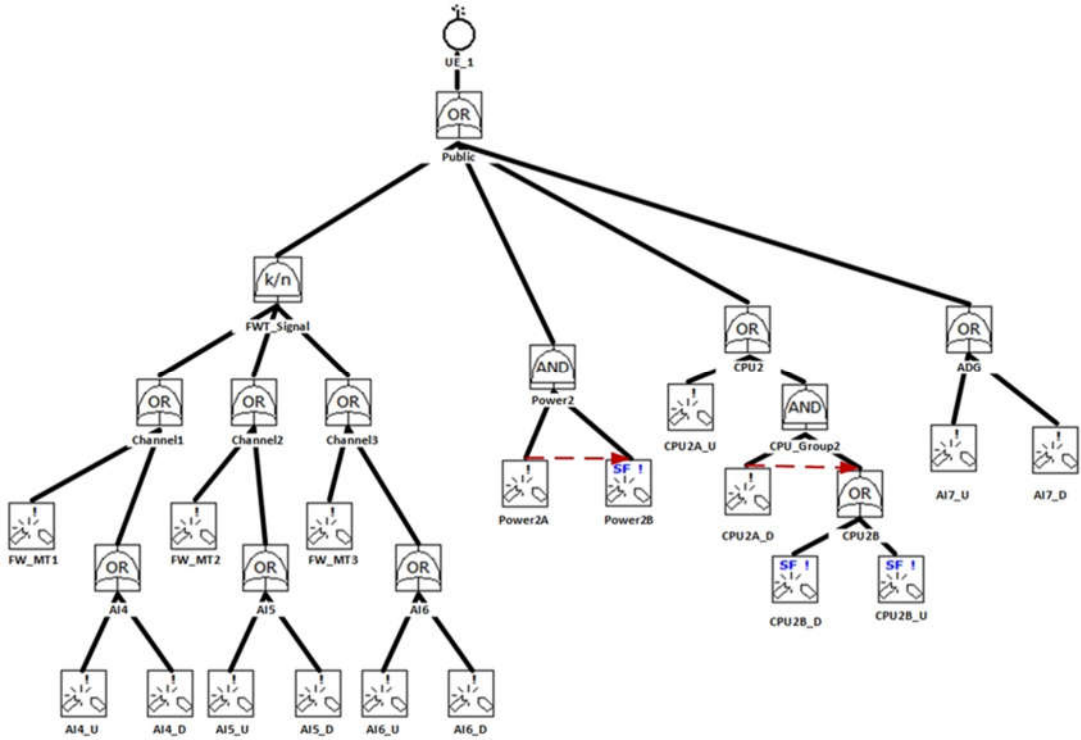 UE_1
OR
Public
k/n
FWT_Signal
OR
CPU2
OR
ADG
AND
Power2
OR
Channel1
OR
Channel2
OR
Channel3
!
CPU2A_U
AND
CPU_Group2
!
AI7_U
!
AI7_D
!
Power2A
SF !
Power2B
!
CPU2A_D
OR
CPU2B
!
FW_MT1
!
FW_MT2
!
FW_MT3
OR
AI4
OR
AI5
OR
AI6
SF !
CPU2B_D
SF !
CPU2B_U
!
AI4_U
!
AI4_D
!
AI5_U
!
AI5_D
!
AI6_U
!
AI6_D